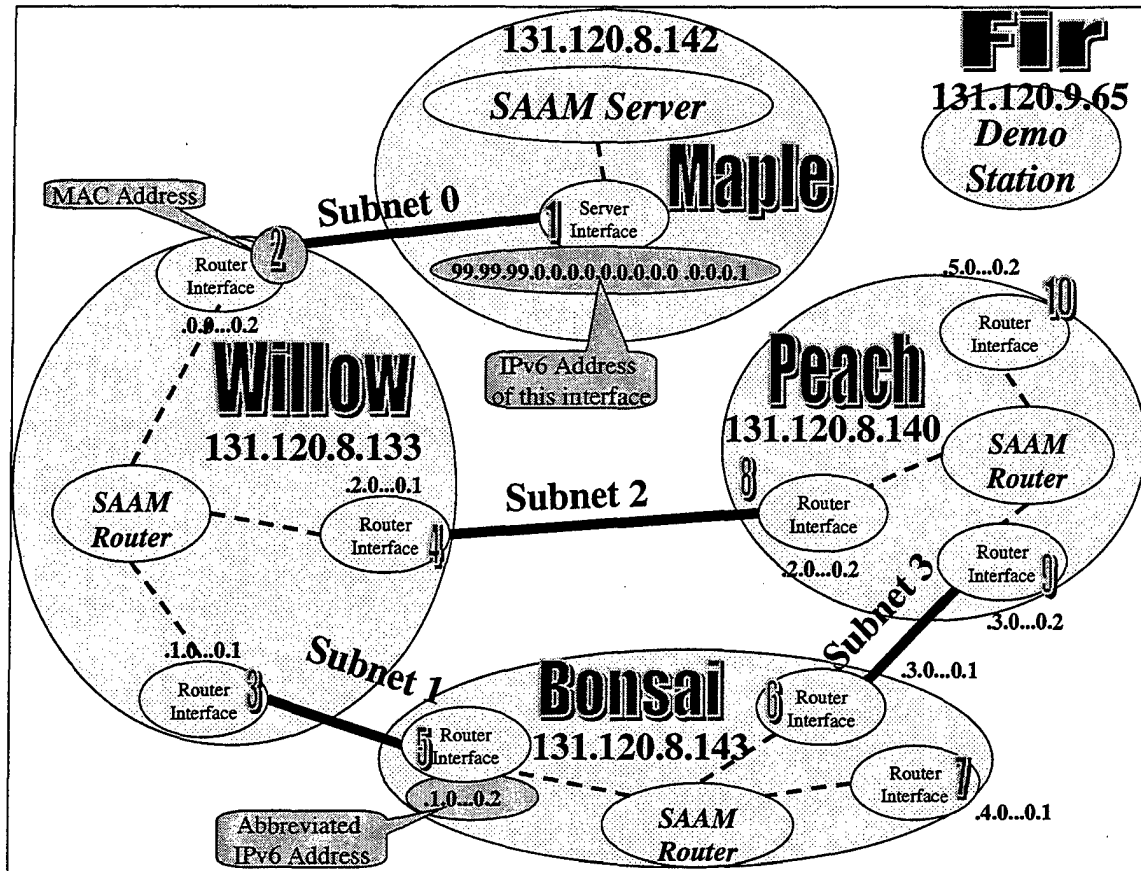 131.120.8.142
SAAM Server
Maple
Fir
131.120.9.65
Demo
Station
MAC Address
Subnet 0
1
Server
Interface
99.99.99.0.0.0.0.0.0.0.0 .0.0.0.1
IPv6 Address
of this interface
2
Router
Interface
.0.0...0.2
Willow
131.120.8.133
SAAM
Router
.2.0...0.1
Router
Interface
4
Subnet 2
.1.0...0.1
Router
Interface
3
Subnet 1
.5.0...0.2
10
Router
Interface
Peach
131.120.8.140
SAAM
Router
8
Router
Interface
.2.0...0.2
Router
Interface
9
.3.0...0.2
Subnet 3
.3.0...0.1
Bonsai
131.120.8.143
6
Router
Interface
5
Router
Interface
.1.0...0.2
Abbreviated
IPv6 Address
SAAM
Router
Router
Interface
7
.4.0...0.1